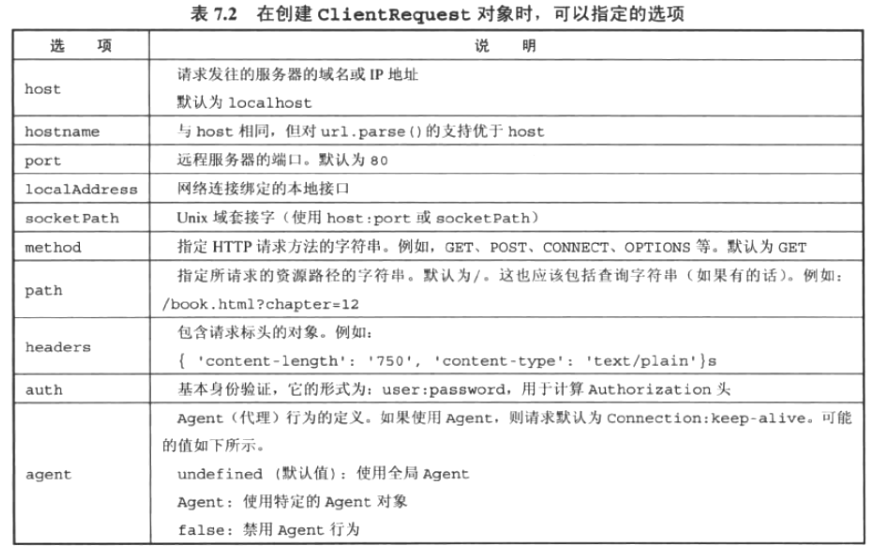 表 7.2 在创建 ClientRequest 对象时，可以指定的选项
选 项 说 明
host 请求发往的服务器的域名或 IP 地址
默认为 localhost
hostname 与 host 相同，但对 url.parse()的支持优于 host
port 远程服务器的端口。默认为 80
localAddress 网络连接绑定的本地接口
socketPath Unix 域套接字（使用 host:port 或 socketPath）
method 指定 HTTP 请求方法的字符串。例如，GET、POST、CONNECT、OPTIONS 等。默认为 GET
path 指定所请求的资源路径的字符串。默认为/。这也应该包括查询字符串（如果有的话）。例如：
/book.html?chapter=12
headers 包含请求标头的对象。例如：
{ 'content-length': '750', 'content-type': 'text/plain'}s
auth 基本身份验证，它的形式为：user:password，用于计算 Authorization 头
agent Agent（代理）行为的定义。如果使用 Agent，则请求默认为 Connection:keep-alive。可能
的值如下所示。
undefined (默认值)：使用全局 Agent
Agent：使用特定的 Agent 对象
false：禁用 Agent 行为